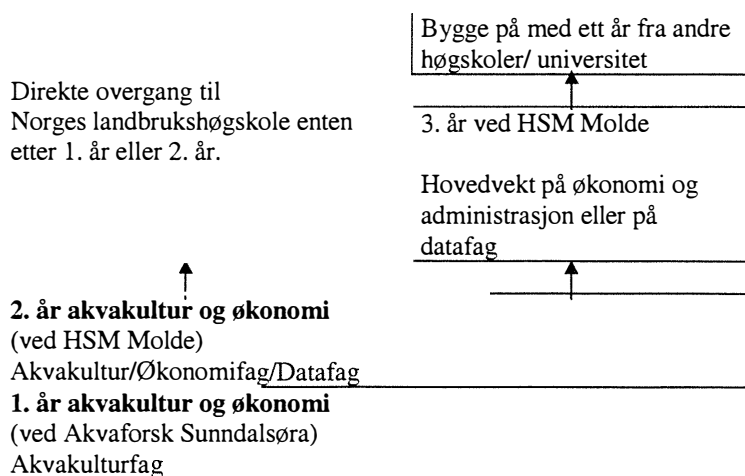 Bygge på med ett år fra andre
høgskoler/ universitet
Direkte overgang til
Norges landbrukshøgskole enten
etter 1. år eller 2. år.
3. år ved HSM Molde
Hovedvekt på økonomi og
administrasjon eller på
datafag
2. år akvakultur og økonomi
(ved HSM Molde)
Akvakultur/Økonomifag/Datafag
1. år akvakultur og økonomi
(ved Akvaforsk Sunndalsøra)
Akvakulturfag